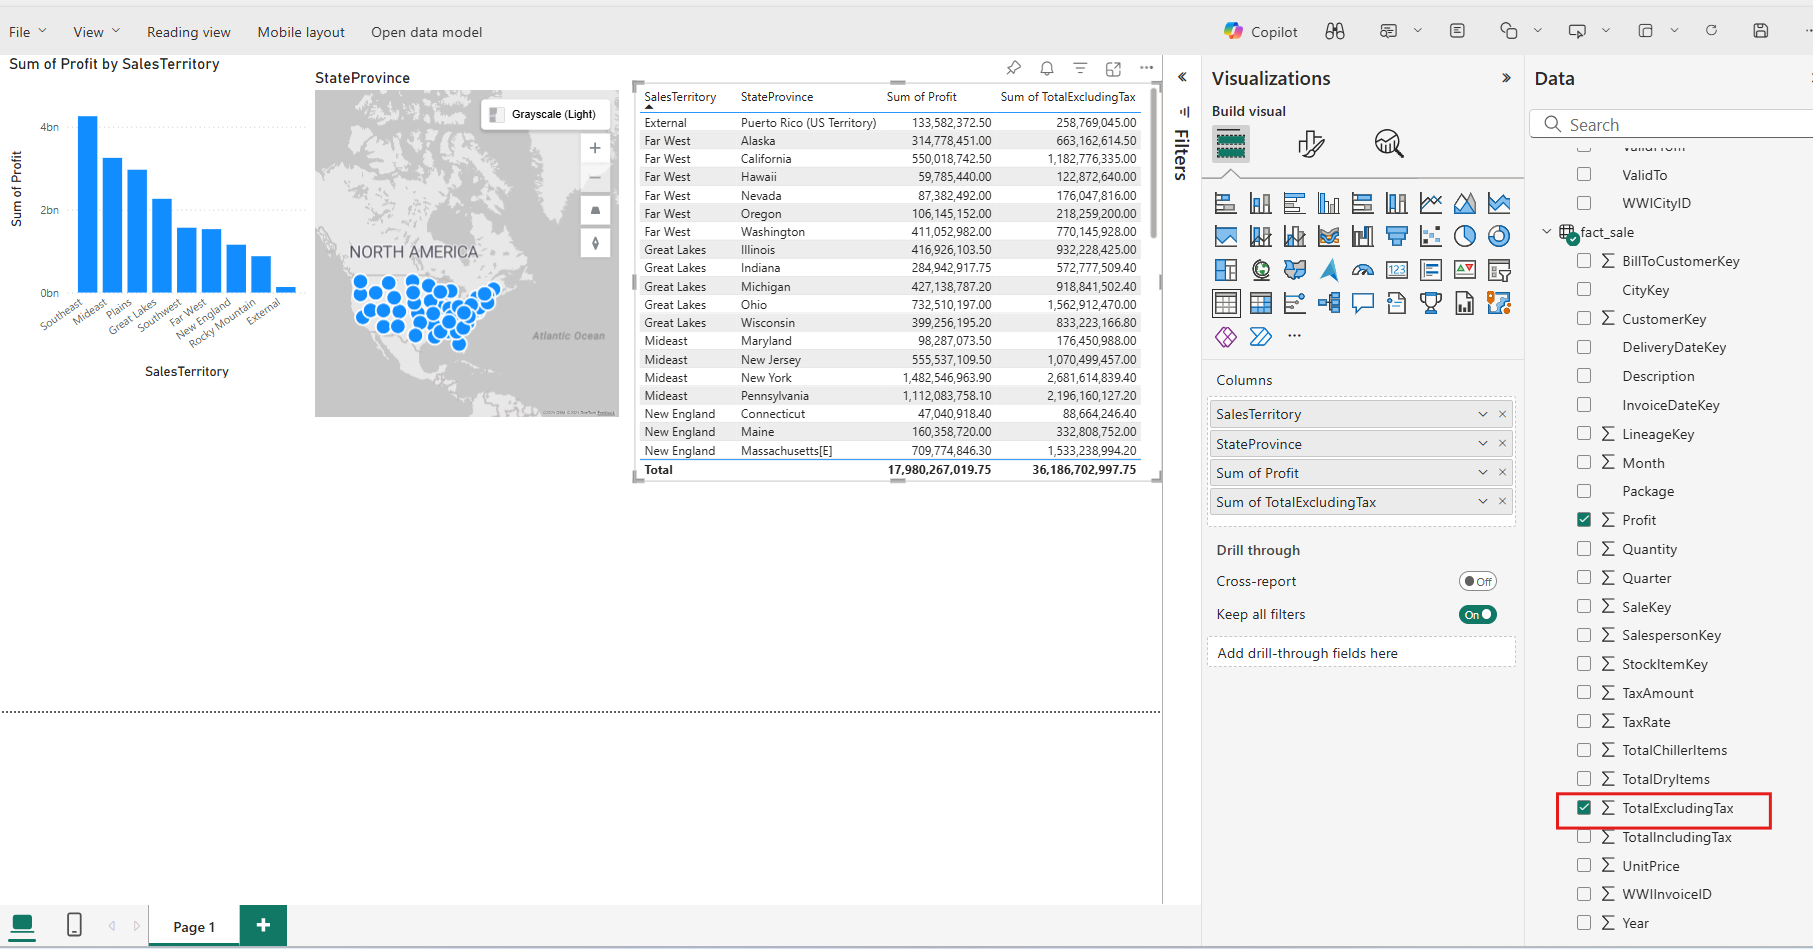 File View Reading view Mobile layout Open data model Copilot
Sum of Profit by SalesTerritory
Sum of Profit
4bn
2bn
0bn
Southeast
Mideast
Plains
Great Lakes
Southwest
Far West
New England
Rocky Mountain
External
SalesTerritory
StateProvince
Grayscale (Light)
NORTH AMERICA
Atlantic Ocean
SalesTerritory StateProvince Sum of Profit Sum of TotalExcludingTax
External Puerto Rico (US Territory) 133,582,372.50 258,769,045.00
Far West Alaska 314,778,451.00 663,162,614.50
Far West California 550,018,742.50 1,182,776,335.00
Far West Hawaii 59,785,440.00 122,872,640.00
Far West Nevada 87,382,492.00 176,047,816.00
Far West Oregon 106,145,152.00 218,259,200.00
Far West Washington 411,052,982.00 770,145,928.00
Great Lakes Illinois 416,926,103.50 932,228,425.00
Great Lakes Indiana 284,942,917.75 572,777,509.40
Great Lakes Michigan 427,138,787.20 918,841,502.40
Great Lakes Ohio 732,510,197.00 1,562,912,470.00
Great Lakes Wisconsin 399,256,195.20 833,223,166.80
Mideast Maryland 98,287,073.50 176,450,988.00
Mideast New Jersey 555,537,109.50 1,070,499,457.00
Mideast New York 1,482,546,963.90 2,681,614,839.40
Mideast Pennsylvania 1,112,083,758.10 2,196,160,127.20
New England Connecticut 47,040,918.40 88,664,246.40
New England Maine 160,358,720.00 332,808,752.00
New England Massachusetts[E] 709,774,846.30 1,533,238,994.20
Total 17,980,267,019.75 36,186,702,997.75
Filters
Visualizations
Build visual
123
Columns
SalesTerritory
StateProvince
Sum of Profit
Sum of TotalExcludingTax
Drill through
Cross-report Off
Keep all filters On
Add drill-through fields here
Data
Search
ValidFrom
ValidTo
WWICityID
fact_sale
BillToCustomerKey
CityKey
CustomerKey
DeliveryDateKey
Description
InvoiceDateKey
LineageKey
Month
Package
Profit
Quantity
Quarter
SaleKey
SalespersonKey
StockItemKey
TaxAmount
TaxRate
TotalChillerItems
TotalDryItems
TotalExcludingTax
TotalIncludingTax
UnitPrice
WWIInvoiceID
Year
Page 1